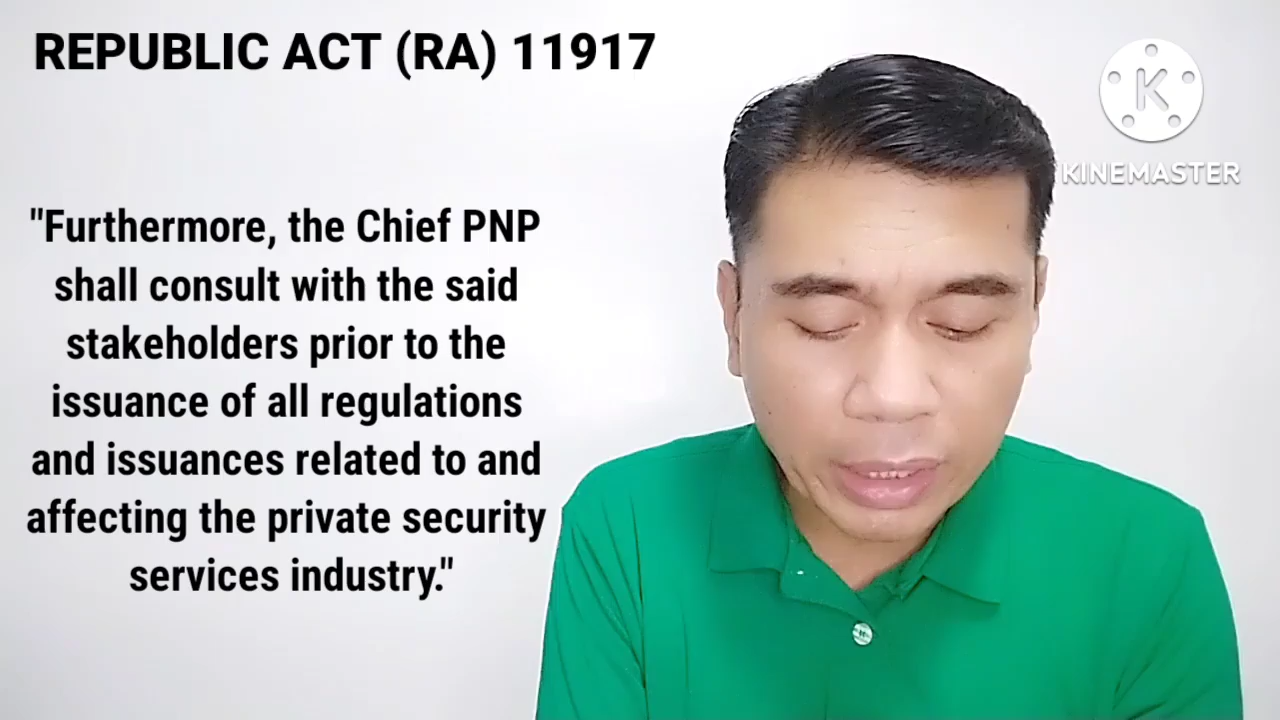 REPUBLIC ACT (RA) 11917
"Furthermore, the Chief PNP
shall consult with the said
stakeholders prior to the
issuance of all regulations
and issuances related to and
affecting the private security
services industry."
K
KINEMASTER